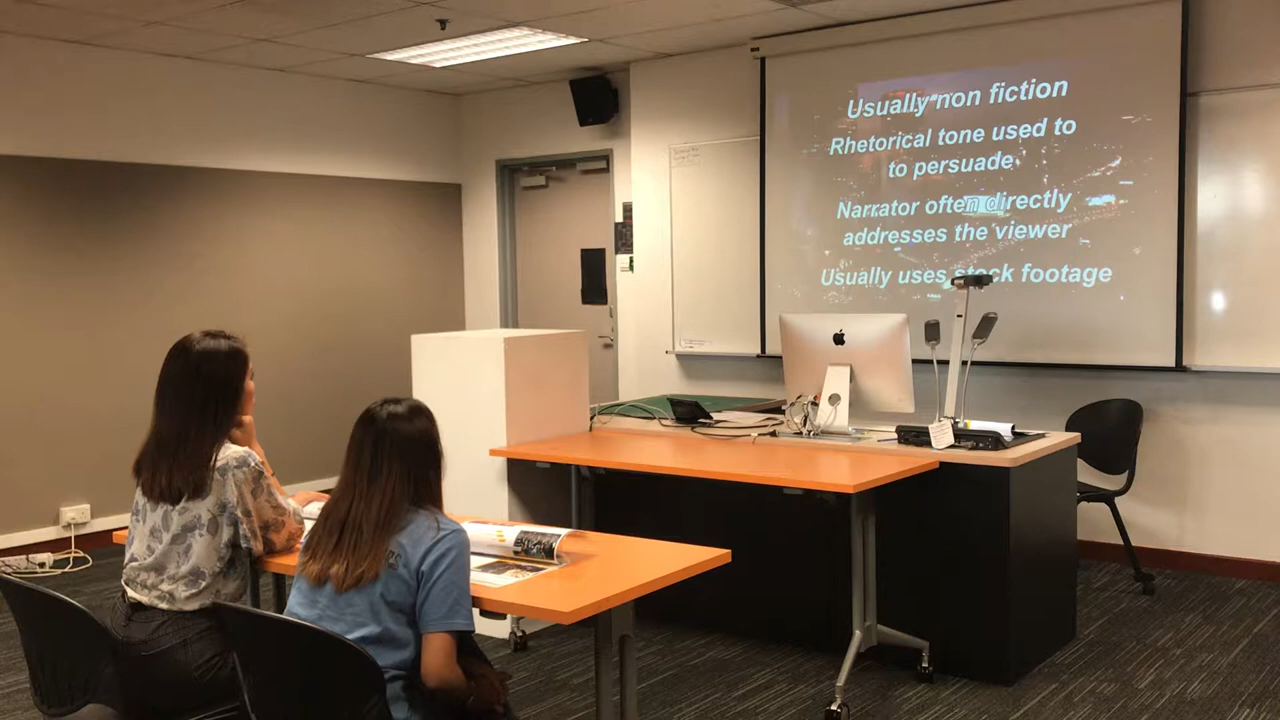 Usually non fiction
Rhetorical tone used to
to persuade
Narrator often directly
addresses the viewer
Usually uses stock footage